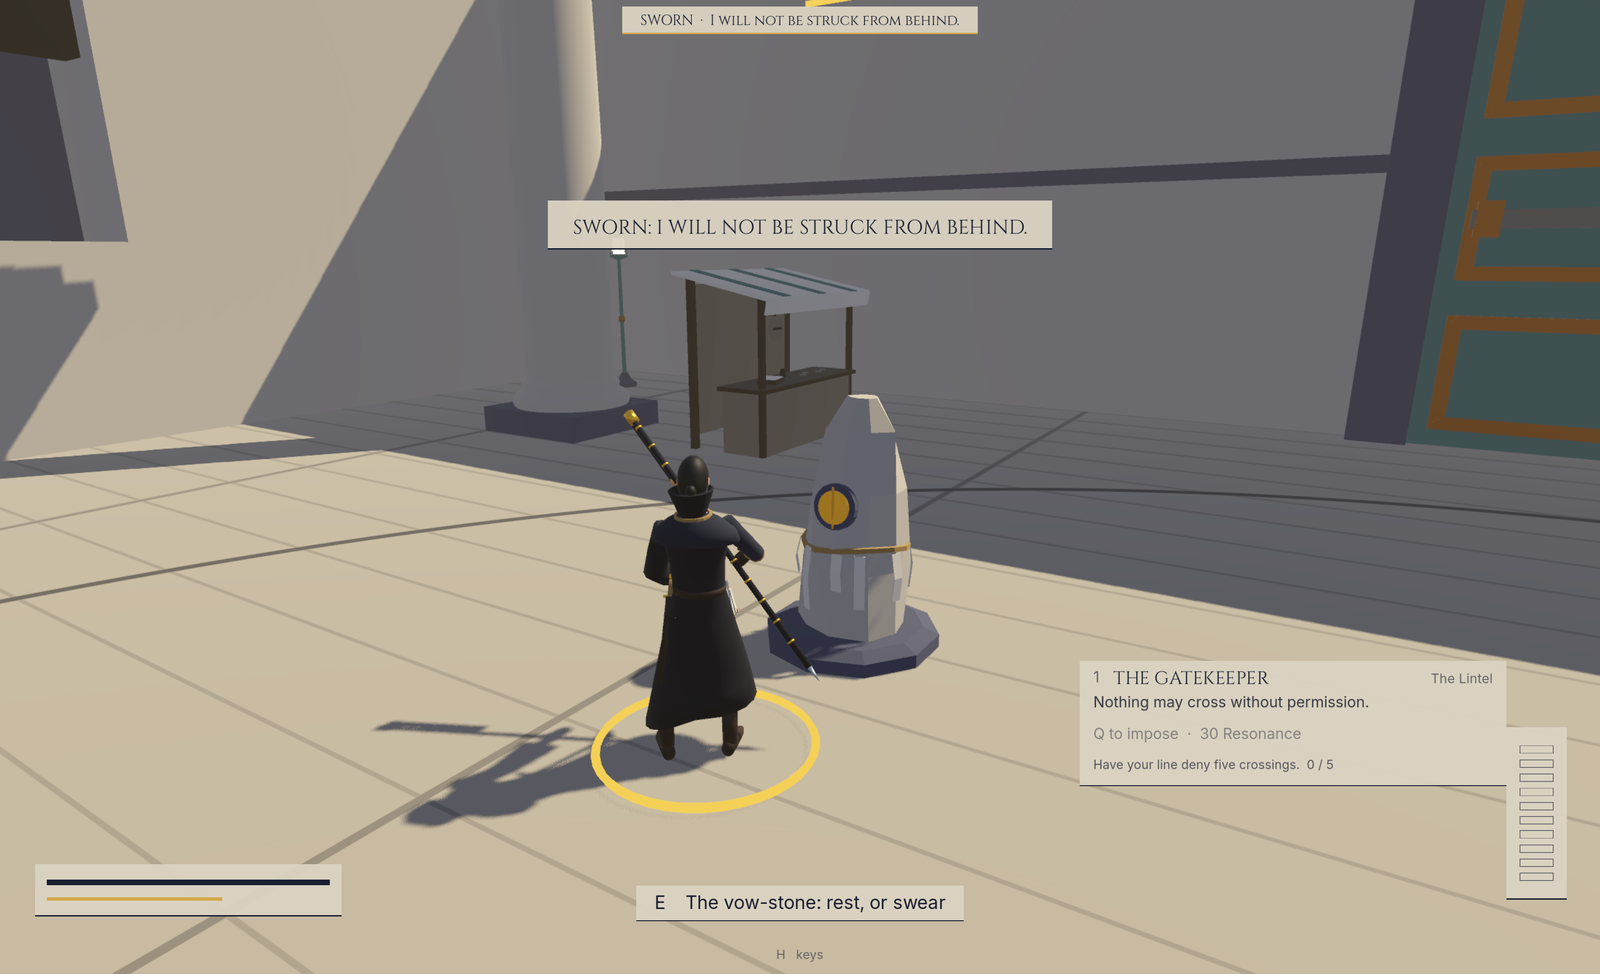 SWORN · I WILL NOT BE STRUCK FROM BEHIND.
SWORN: I WILL NOT BE STRUCK FROM BEHIND.
1 THE GATEKEEPER The Lintel
Nothing may cross without permission.
Q to impose · 30 Resonance
Have your line deny five crossings. 0 / 5
E The vow-stone: rest, or swear
H keys